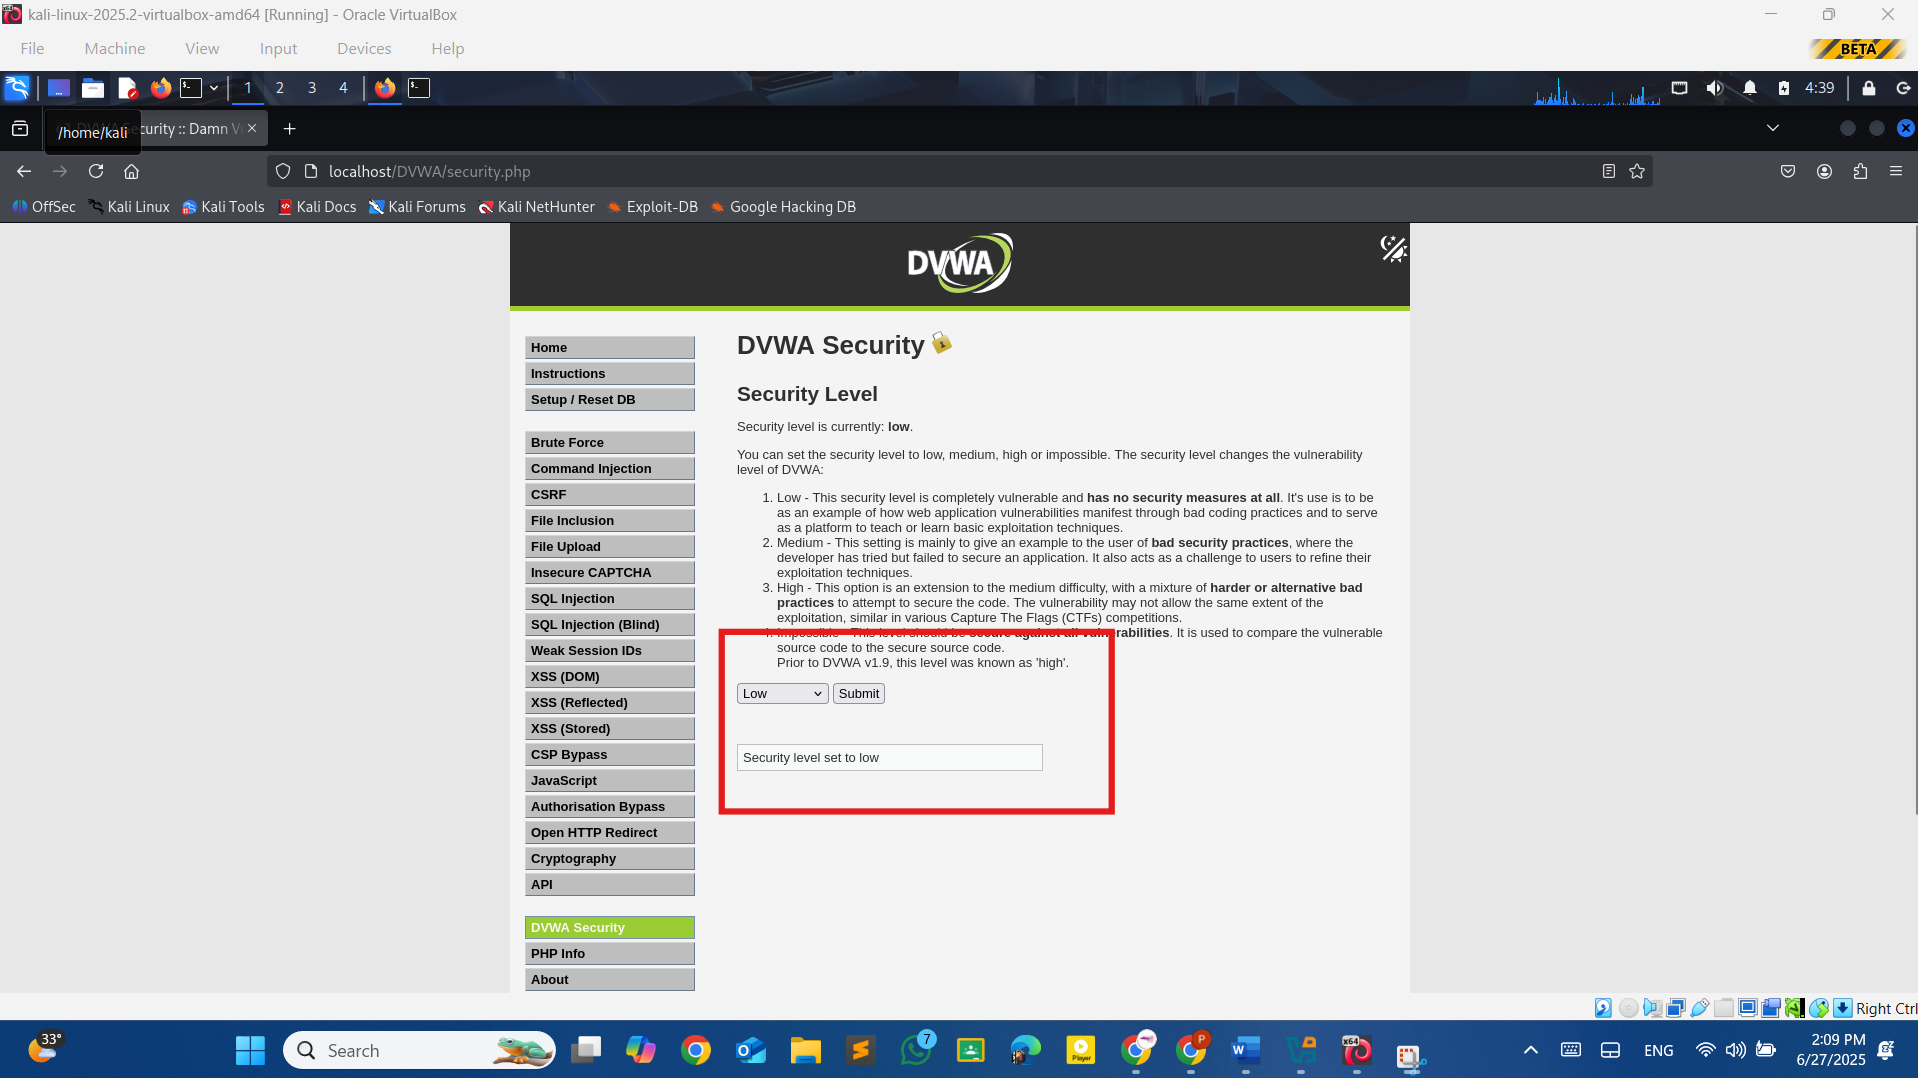 kali-linux-2025.2-virtualbox-amd64 [Running] - Oracle VirtualBox
File Machine View Input Devices Help
BETA
1 2 3 4
4:39
/home/kali
curity :: Damn V
localhost/DVWA/security.php
OffSec Kali Linux Kali Tools Kali Docs Kali Forums Kali NetHunter Exploit-DB Google Hacking DB
DVWA
Home
Instructions
Setup / Reset DB
Brute Force
Command Injection
CSRF
File Inclusion
File Upload
Insecure CAPTCHA
SQL Injection
SQL Injection (Blind)
Weak Session IDs
XSS (DOM)
XSS (Reflected)
XSS (Stored)
CSP Bypass
JavaScript
Authorisation Bypass
Open HTTP Redirect
Cryptography
API
DVWA Security
PHP Info
About
DVWA Security
Security Level
Security level is currently: low.
You can set the security level to low, medium, high or impossible. The security level changes the vulnerability
level of DVWA:
1. Low - This security level is completely vulnerable and has no security measures at all. It's use is to be
as an example of how web application vulnerabilities manifest through bad coding practices and to serve
as a platform to teach or learn basic exploitation techniques.
2. Medium - This setting is mainly to give an example to the user of bad security practices, where the
developer has tried but failed to secure an application. It also acts as a challenge to users to refine their
exploitation techniques.
3. High - This option is an extension to the medium difficulty, with a mixture of harder or alternative bad
practices to attempt to secure the code. The vulnerability may not allow the same extent of the
exploitation, similar in various Capture The Flags (CTFs) competitions.
4. Impossible - This level should be secure against all vulnerabilities. It is used to compare the vulnerable
source code to the secure source code.
Prior to DVWA v1.9, this level was known as 'high'.
Low Submit
Security level set to low
Right Ctrl
33°
Search
7
Player
P
x64
ENG
2:09 PM
6/27/2025